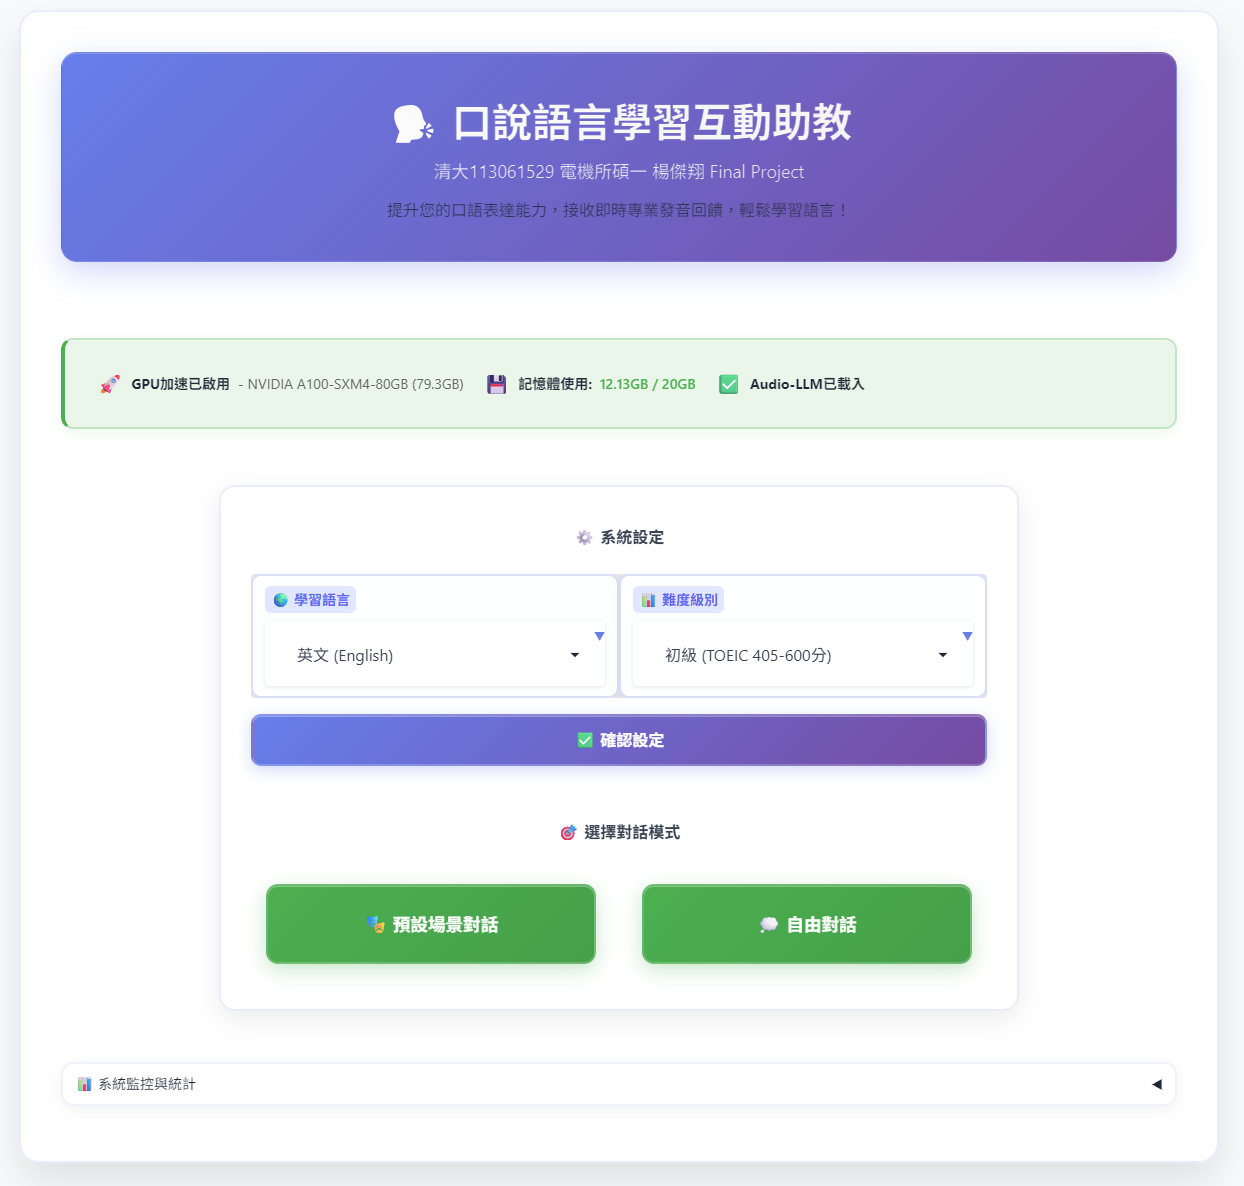 口說語言學習互動助教
清大113061529 電機所碩一 楊傑翔 Final Project
提升您的口語表達能力，接收即時專業發音回饋，輕鬆學習語言！
GPU加速已啟用 - NVIDIA A100-SXM4-80GB (79.3GB) 記憶體使用: 12.13GB / 20GB Audio-LLM已載入
系統設定
學習語言 難度級別
英文 (English) 初級 (TOEIC 405-600分)
確認設定
選擇對話模式
預設場景對話 自由對話
系統監控與統計